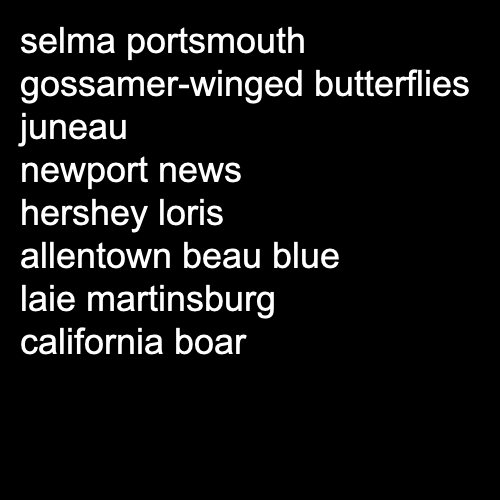 selma portsmouth
gossamer-winged butterflies
juneau
newport news
hershey loris
allentown beau blue
laie martinsburg
california boar